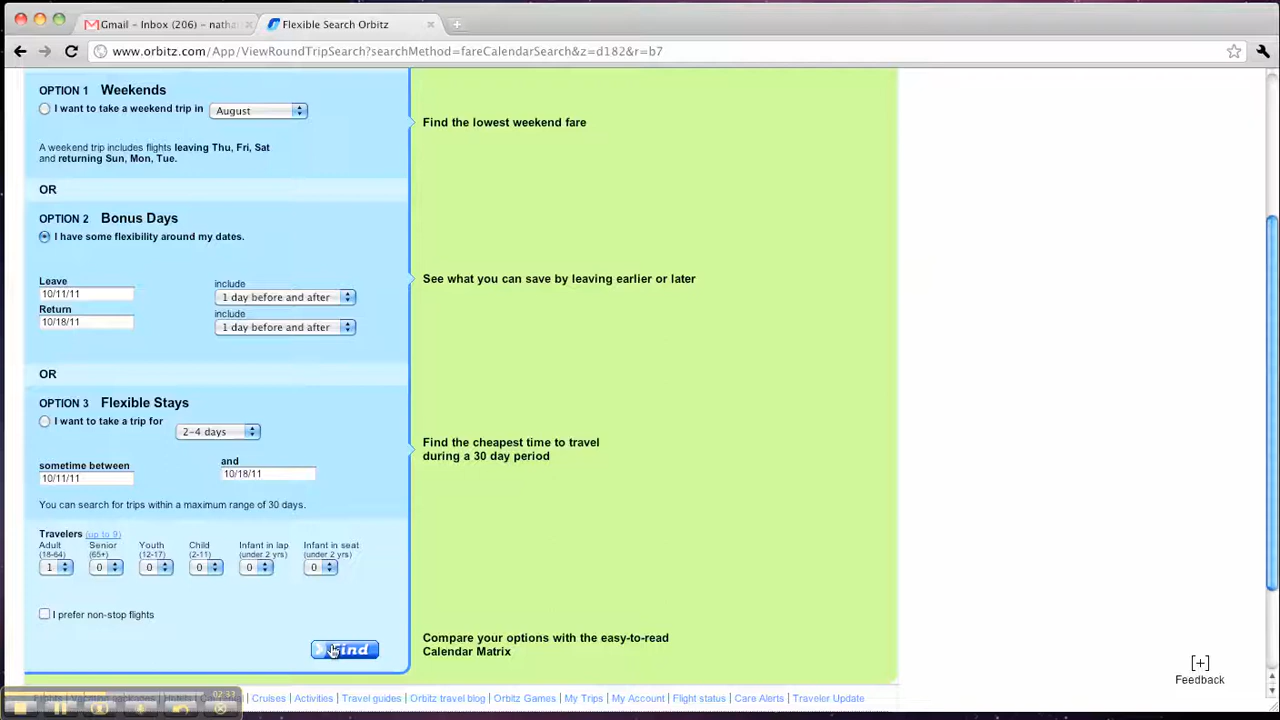 Gmail - Inbox (206) - natha
Flexible Search Orbitz
www.orbitz.com/App/ViewRoundTripSearch?searchMethod=fareCalendarSearch&z=d182&r=b7
OPTION 1 Weekends
I want to take a weekend trip in August
Find the lowest weekend fare
A weekend trip includes flights leaving Thu, Fri, Sat
and returning Sun, Mon, Tue.
OR
OPTION 2 Bonus Days
I have some flexibility around my dates.
See what you can save by leaving earlier or later
Leave include
10/11/11 1 day before and after
Return include
10/18/11 1 day before and after
OR
OPTION 3 Flexible Stays
I want to take a trip for 2-4 days
Find the cheapest time to travel
during a 30 day period
sometime between and
10/11/11 10/18/11
You can search for trips within a maximum range of 30 days.
Travelers (up to 9)
Adult Senior Youth Child Infant in lap Infant in seat
(18-64) (65+) (12-17) (2-11) (under 2 yrs) (under 2 yrs)
1 0 0 0 0 0
I prefer non-stop flights
Find
Compare your options with the easy-to-read
Calendar Matrix
[+]
Feedback
02:33
Cruises | Activities | Travel guides | Orbitz travel blog | Orbitz Games | My Trips | My Account | Flight status | Care Alerts | Traveler Update